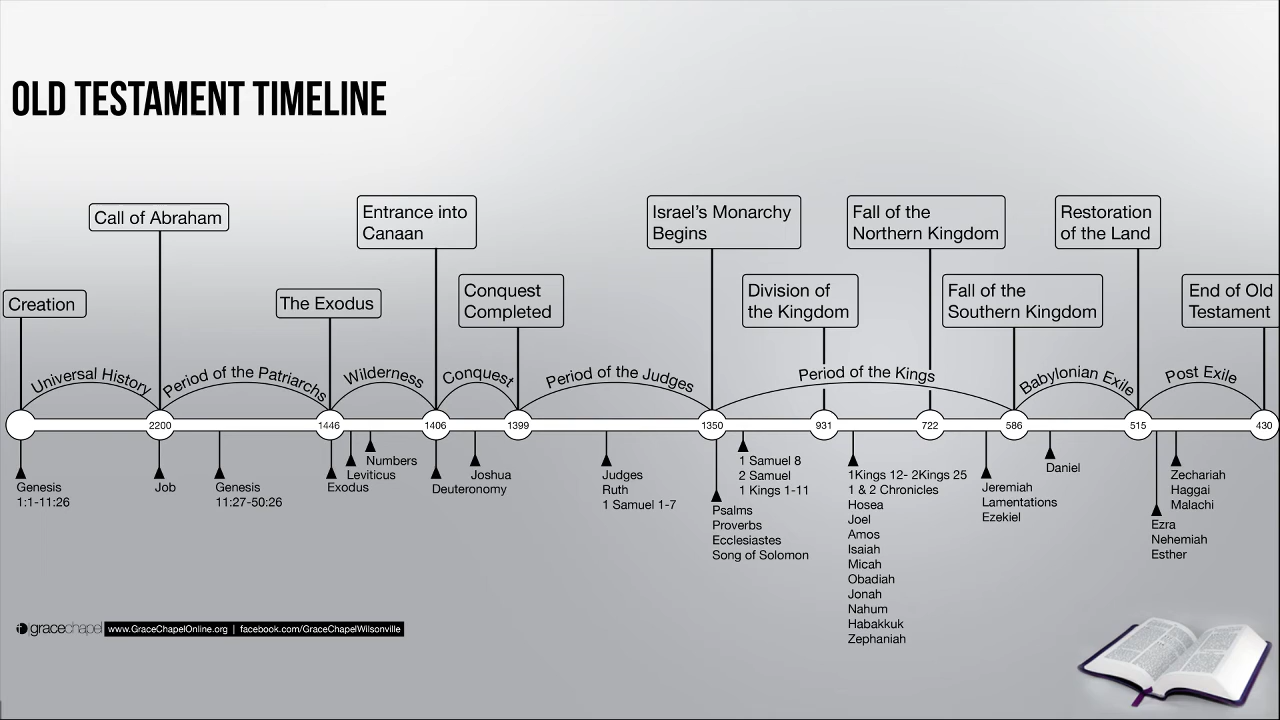 OLD TESTAMENT TIMELINE
Creation
Call of Abraham
The Exodus
Entrance into
Canaan
Conquest
Completed
Israel's Monarchy
Begins
Division of
the Kingdom
Fall of the
Northern Kingdom
Fall of the
Southern Kingdom
Restoration
of the Land
End of Old
Testament
Universal History
Period of the Patriarchs
Wilderness
Conquest
Period of the Judges
Period of the Kings
Babylonian Exile
Post Exile
2200
1446
1406
1399
1350
931
722
586
515
430
Genesis
1:1-11:26
Job
Genesis
11:27-50:26
Exodus
Leviticus
Numbers
Deuteronomy
Joshua
Judges
Ruth
1 Samuel 1-7
Psalms
Proverbs
Ecclesiastes
Song of Solomon
1 Samuel 8
2 Samuel
1 Kings 1-11
1Kings 12- 2Kings 25
1 & 2 Chronicles
Hosea
Joel
Amos
Isaiah
Micah
Obadiah
Jonah
Nahum
Habakkuk
Zephaniah
Jeremiah
Lamentations
Ezekiel
Daniel
Ezra
Nehemiah
Esther
Zechariah
Haggai
Malachi
gracechapel www.GraceChapelOnline.org | facebook.com/GraceChapelWilsonville